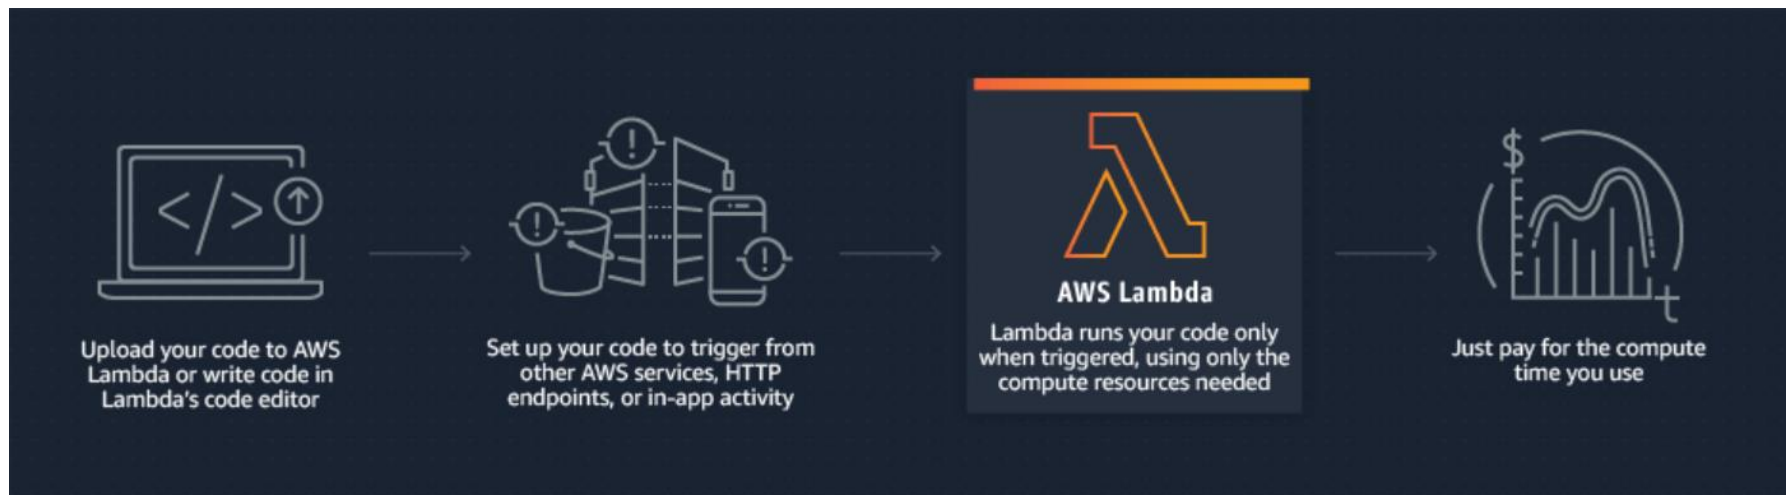 </>
Upload your code to AWS
Lambda or write code in
Lambda's code editor
Set up your code to trigger from
other AWS services, HTTP
endpoints, or in-app activity
AWS Lambda
Lambda runs your code only
when triggered, using only the
compute resources needed
$
t
Just pay for the compute
time you use